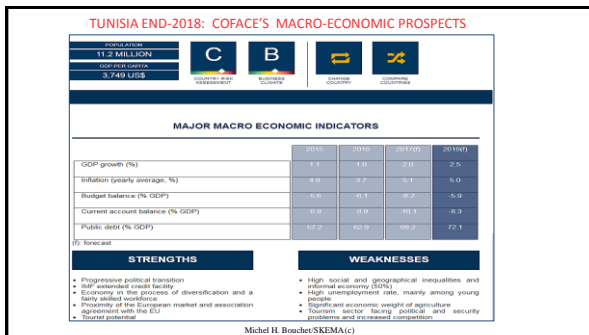 TUNISIA END-2018: COFACE'S MACRO-ECONOMIC PROSPECTS
POPULATION
11.2 MILLION
GDP PER CAPITA
3,749 US$
C
COUNTRY RISK ASSESSMENT
B
BUSINESS CLIMATE
CHANGE COUNTRY
COMPARE COUNTRIES
MAJOR MACRO ECONOMIC INDICATORS
2015 2016 2017(f) 2018(f)
GDP growth (%) 1.1 1.0 2.0 2.5
Inflation (yearly average, %) 4.9 3.7 5.1 5.0
Budget balance (% GDP) -5.6 -6.1 -6.2 -5.9
Current account balance (% GDP) -8.9 -8.9 -10.1 -8.3
Public debt (% GDP) 57.2 62.9 69.2 72.1
(f): forecast
STRENGTHS
• Progressive political transition
• IMF extended credit facility
• Economy in the process of diversification and a
fairly skilled workforce
• Proximity of the European market and association
agreement with the EU
• Tourist potential
WEAKNESSES
• High social and geographical inequalities and
informal economy (50%)
• High unemployment rate, mainly among young
people
• Significant economic weight of agriculture
• Tourism sector facing political and security
problems and increased competition
Michel H. Bouchet/SKEMA(c)